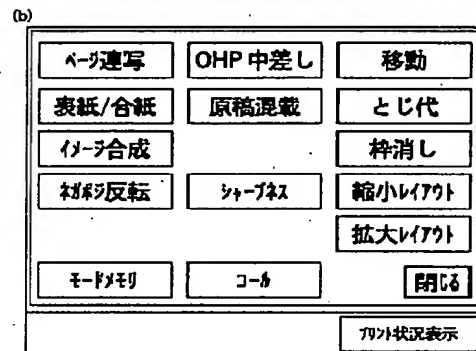 (b)
ﾍﾟｰｼﾞ連写 OHP 中差し 移動
表紙/合紙 原稿混載 とじ代
ｲﾒｰｼﾞ合成 枠消し
ﾈｶﾞﾎﾟｼﾞ反転 ｼｬｰﾌﾟﾈｽ 縮小ﾚｲｱｳﾄ
拡大ﾚｲｱｳﾄ
ﾓｰﾄﾞﾒﾓﾘ ｺｰﾙ 閉じる
ﾌﾟﾘﾝﾄ状況表示